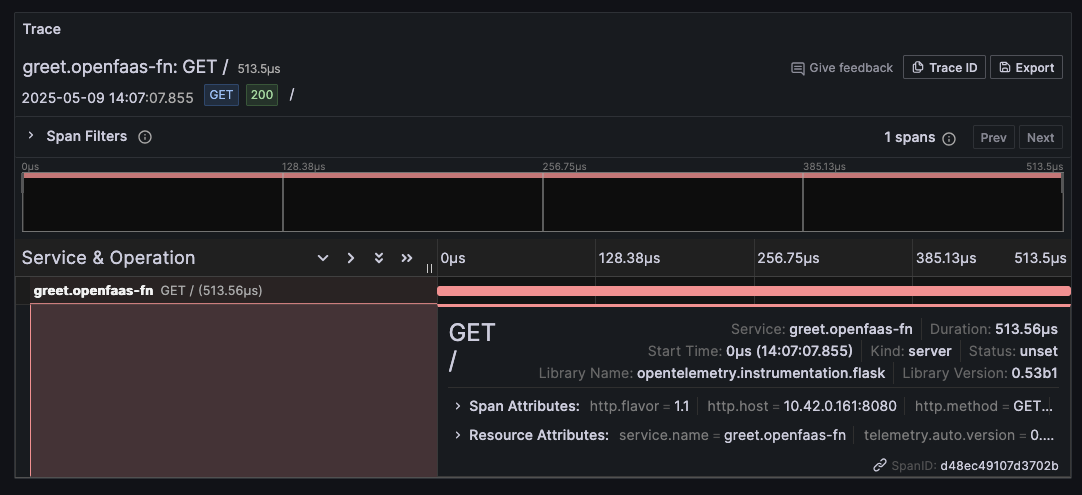 Trace
greet.openfaas-fn: GET / 513.5μs
Give feedback
Trace ID
Export
2025-05-09 14:07:07.855 GET 200 /
Span Filters
1 spans
Prev
Next
0μs 128.38μs 256.75μs 385.13μs 513.5μs
Service & Operation
0μs 128.38μs 256.75μs 385.13μs 513.5μs
greet.openfaas-fn GET / (513.56μs)
GET
/
Service: greet.openfaas-fn Duration: 513.56μs
Start Time: 0μs (14:07:07.855) Kind: server Status: unset
Library Name: opentelemetry.instrumentation.flask Library Version: 0.53b1
Span Attributes: http.flavor = 1.1 http.host = 10.42.0.161:8080 http.method = GET...
Resource Attributes: service.name = greet.openfaas-fn telemetry.auto.version = 0....
SpanID: d48ec49107d3702b